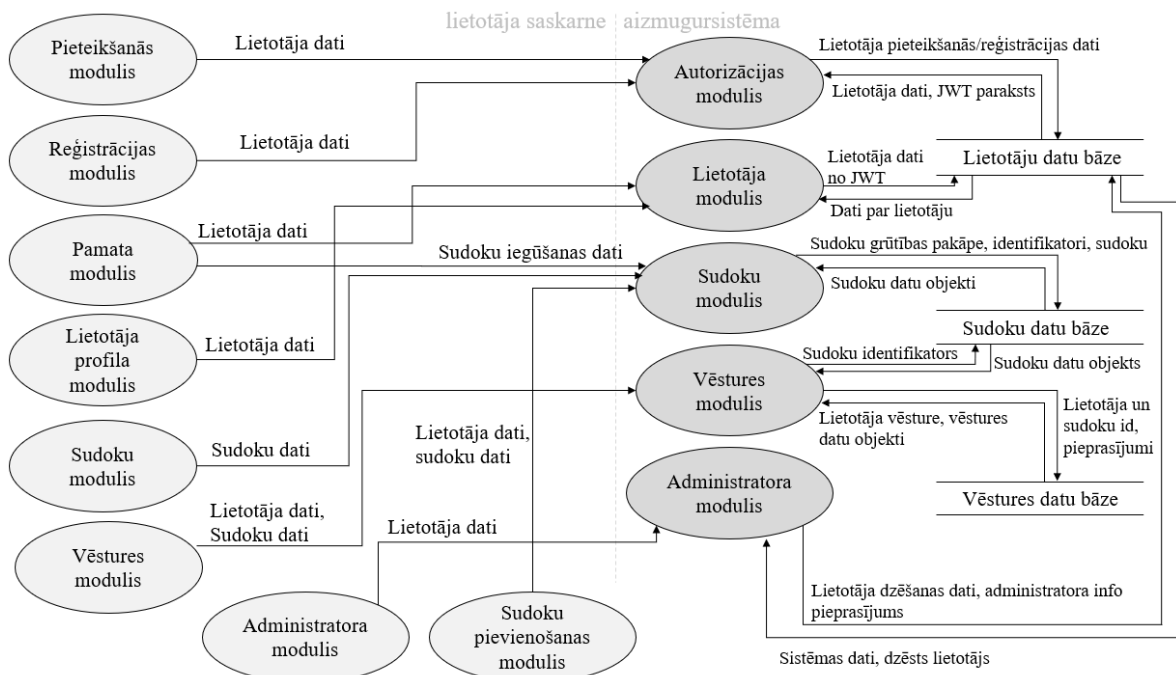 lietotāja saskarne
aizmugursistēma
Pieteikšanās
modulis
Lietotāja dati
Autorizācijas
modulis
Lietotāja pieteikšanās/reģistrācijas dati
Lietotāja dati, JWT paraksts
Reģistrācijas
modulis
Lietotāja dati
Lietotāja
modulis
Lietotāja dati
no JWT
Dati par lietotāju
Lietotāju datu bāze
Pamata
modulis
Lietotāja dati
Sudoku iegūšanas dati
Sudoku
modulis
Sudoku grūtības pakāpe, identifikatori, sudoku
Sudoku datu objekti
Sudoku datu bāze
Lietotāja
profila
modulis
Lietotāja dati
Sudoku identifikators
Sudoku datu objekts
Vēstures
modulis
Lietotāja vēsture, vēstures
datu objekti
Lietotāja un
sudoku id,
pieprasījumi
Vēstures datu bāze
Sudoku
modulis
Sudoku dati
Lietotāja dati,
sudoku dati
Administratora
modulis
Vēstures
modulis
Lietotāja dati,
Sudoku dati
Lietotāja dati
Administratora
modulis
Sudoku
pievienošanas
modulis
Lietotāja dzēšanas dati, administratora info
pieprasījums
Sistēmas dati, dzēsts lietotājs